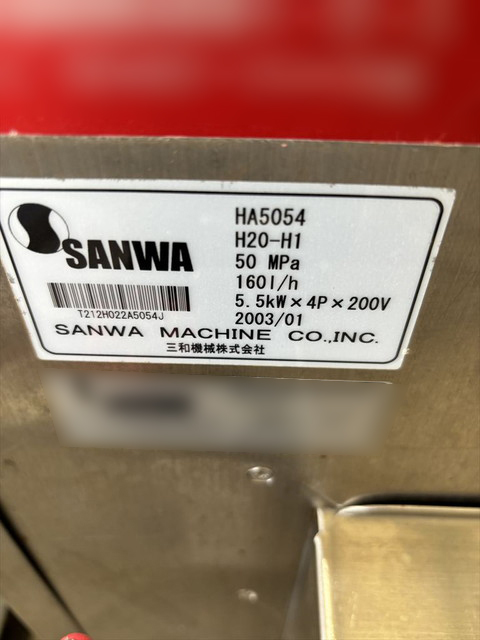 SANWA
T212H022A5054J
HA5054
H20-H1
50 MPa
160l/h
5.5kW×4P×200V
2003/01
SANWA MACHINE CO.,INC.
三和機械株式会社